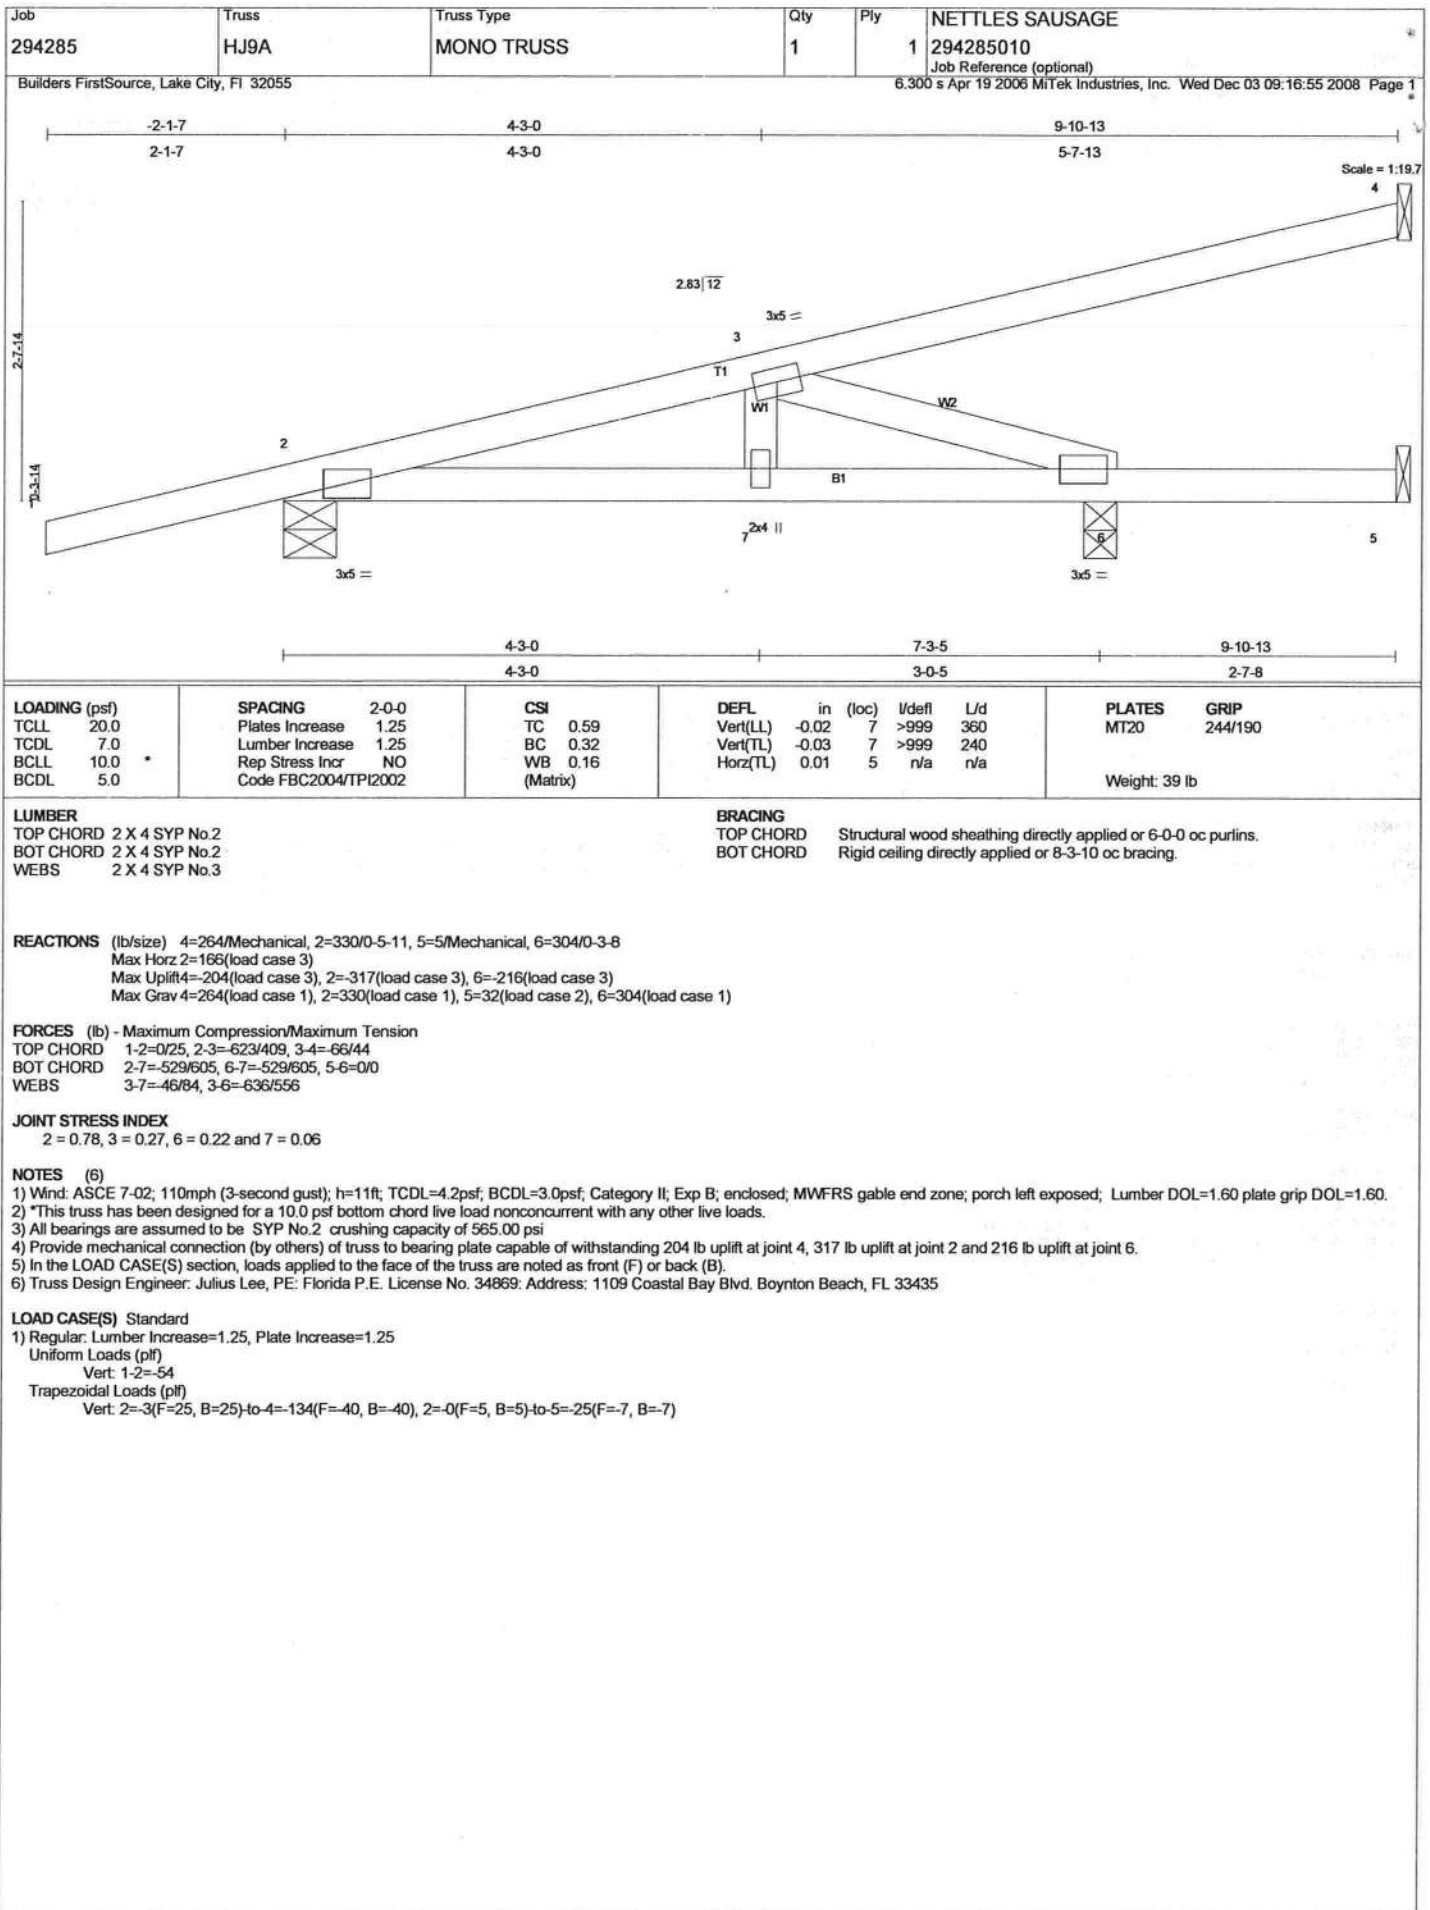 Job Truss Truss Type Qty Ply NETTLES SAUSAGE
294285 HJ9A MONO TRUSS 1 1 294285010
Job Reference (optional)
Builders FirstSource, Lake City, Fl 32055 6.300 s Apr 19 2006 MiTek Industries, Inc. Wed Dec 03 09:16:55 2008 Page 1
-2-1-7 4-3-0 9-10-13
2-1-7 4-3-0 5-7-13
Scale = 1:19.7
4
2.83 12
3x5 =
3
T1
2-7-14
W1
W2
2
0-3-14
B1
7 2x4 ||
6
5
3x5 =
3x5 =
4-3-0 7-3-5 9-10-13
4-3-0 3-0-5 2-7-8
LOADING (psf) SPACING 2-0-0 CSI DEFL in (loc) l/defl L/d PLATES GRIP
TCLL 20.0 Plates Increase 1.25 TC 0.59 Vert(LL) -0.02 7 >999 360 MT20 244/190
TCDL 7.0 Lumber Increase 1.25 BC 0.32 Vert(TL) -0.03 7 >999 240
BCLL 10.0 * Rep Stress Incr NO WB 0.16 Horz(TL) 0.01 5 n/a n/a
BCDL 5.0 Code FBC2004/TPI2002 (Matrix) Weight: 39 lb
LUMBER BRACING
TOP CHORD 2 X 4 SYP No.2 TOP CHORD Structural wood sheathing directly applied or 6-0-0 oc purlins.
BOT CHORD 2 X 4 SYP No.2 BOT CHORD Rigid ceiling directly applied or 8-3-10 oc bracing.
WEBS 2 X 4 SYP No.3
REACTIONS (lb/size) 4=264/Mechanical, 2=330/0-5-11, 5=5/Mechanical, 6=304/0-3-8
Max Horz 2=166(load case 3)
Max Uplift4=-204(load case 3), 2=-317(load case 3), 6=-216(load case 3)
Max Grav 4=264(load case 1), 2=330(load case 1), 5=32(load case 2), 6=304(load case 1)
FORCES (lb) - Maximum Compression/Maximum Tension
TOP CHORD 1-2=0/25, 2-3=-623/409, 3-4=-66/44
BOT CHORD 2-7=-529/605, 6-7=-529/605, 5-6=0/0
WEBS 3-7=-46/84, 3-6=-636/556
JOINT STRESS INDEX
2 = 0.78, 3 = 0.27, 6 = 0.22 and 7 = 0.06
NOTES (6)
1) Wind: ASCE 7-02; 110mph (3-second gust); h=11ft; TCDL=4.2psf; BCDL=3.0psf; Category II; Exp B; enclosed; MWFRS gable end zone; porch left exposed; Lumber DOL=1.60 plate grip DOL=1.60.
2) *This truss has been designed for a 10.0 psf bottom chord live load nonconcurrent with any other live loads.
3) All bearings are assumed to be SYP No.2 crushing capacity of 565.00 psi
4) Provide mechanical connection (by others) of truss to bearing plate capable of withstanding 204 lb uplift at joint 4, 317 lb uplift at joint 2 and 216 lb uplift at joint 6.
5) In the LOAD CASE(S) section, loads applied to the face of the truss are noted as front (F) or back (B).
6) Truss Design Engineer: Julius Lee, PE: Florida P.E. License No. 34869: Address: 1109 Coastal Bay Blvd. Boynton Beach, FL 33435
LOAD CASE(S) Standard
1) Regular: Lumber Increase=1.25, Plate Increase=1.25
Uniform Loads (plf)
Vert: 1-2=-54
Trapezoidal Loads (plf)
Vert: 2=-3(F=25, B=25)-to-4=-134(F=-40, B=-40), 2=-0(F=5, B=5)-to-5=-25(F=-7, B=-7)